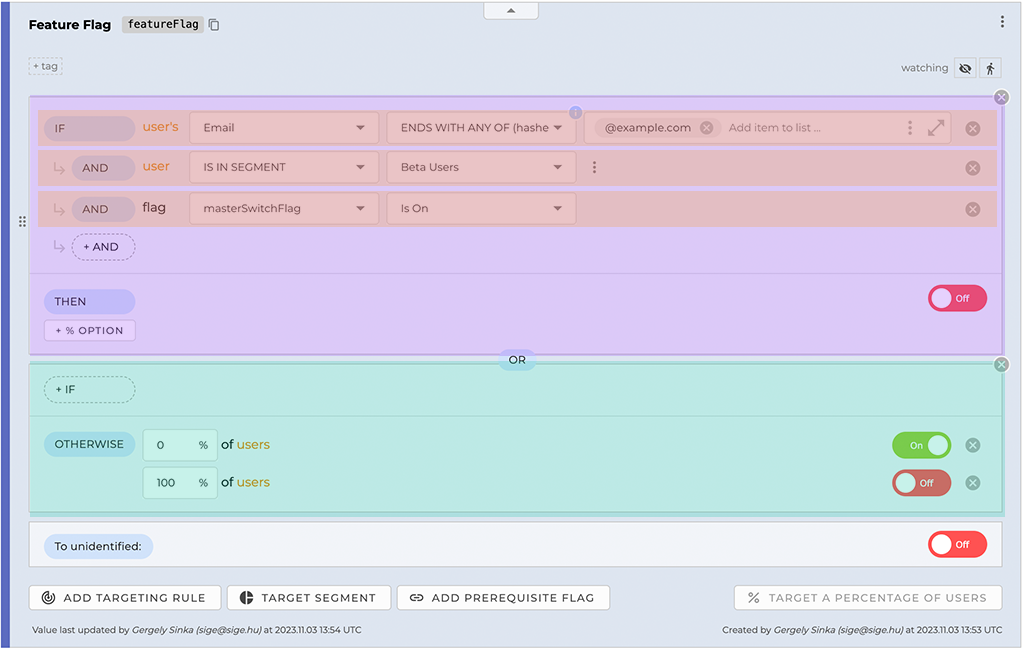 Feature Flag featureFlag
+ tag watching
IF user's Email ENDS WITH ANY OF (hashe @example.com Add item to list ...
AND user IS IN SEGMENT Beta Users
AND flag masterSwitchFlag Is On
+ AND
THEN Off
+ % OPTION
OR
+ IF
OTHERWISE 0 % of users On
100 % of users Off
To unidentified: Off
ADD TARGETING RULE TARGET SEGMENT ADD PREREQUISITE FLAG % TARGET A PERCENTAGE OF USERS
Value last updated by Gergely Sinka (sige@sige.hu) at 2023.11.03 13:54 UTC Created by Gergely Sinka (sige@sige.hu) at 2023.11.03 13:53 UTC